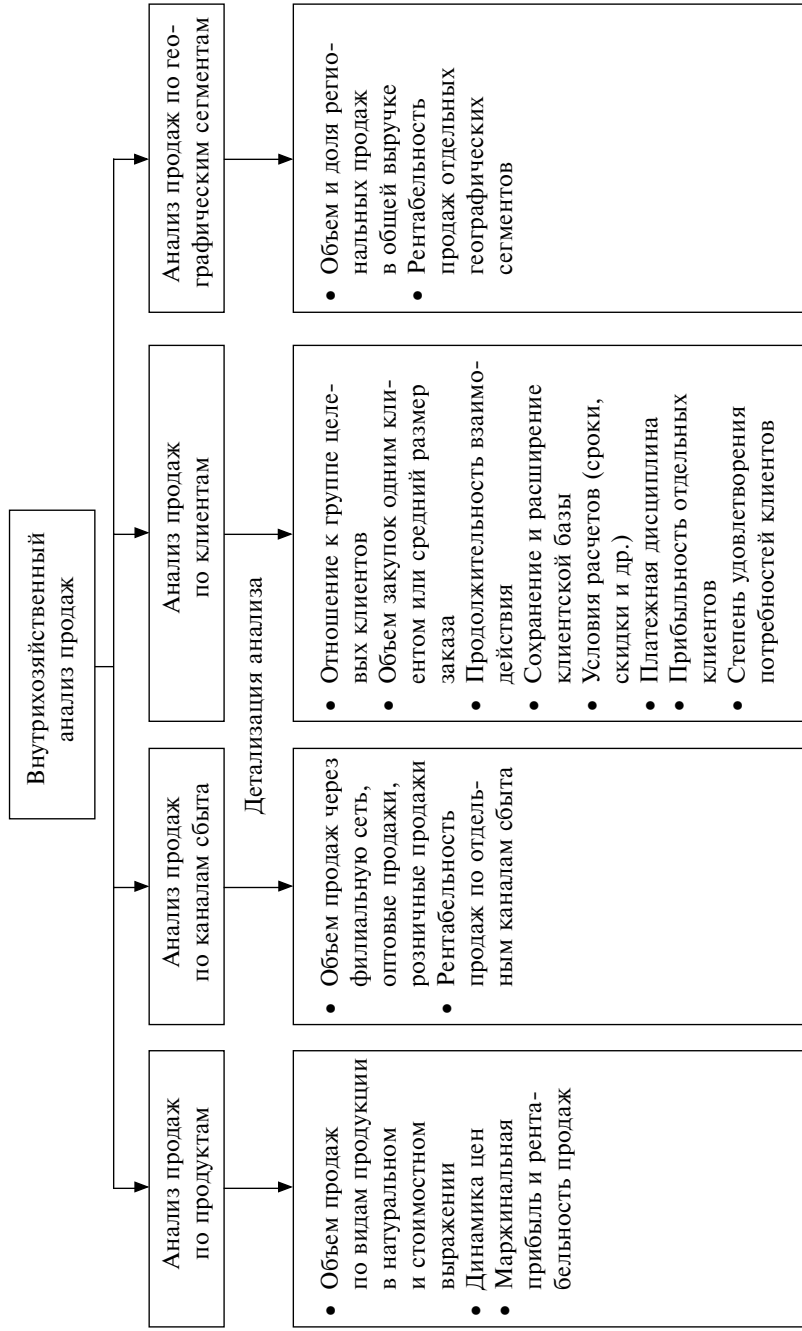 Внутрихозяйственный
анализ продаж
Анализ продаж
по продуктам
Анализ продаж
по каналам сбыта
Анализ продаж
по клиентам
Анализ продаж по гео-
графическим сегментам
Детализация анализа
• Объем продаж
по видам продукции
в натуральном
и стоимостном
выражении
• Динамика цен
• Маржинальная
прибыль и рента-
бельность продаж
• Объем продаж через
филиальную сеть,
оптовые продажи,
розничные продажи
• Рентабельность
продаж по отдель-
ным каналам сбыта
• Отношение к группе целе-
вых клиентов
• Объем закупок одним кли-
ентом или средний размер
заказа
• Продолжительность взаимо-
действия
• Сохранение и расширение
клиентской базы
• Условия расчетов (сроки,
скидки и др.)
• Платежная дисциплина
• Прибыльность отдельных
клиентов
• Степень удовлетворения
потребностей клиентов
• Объем и доля регио-
нальных продаж
в общей выручке
• Рентабельность
продаж отдельных
географических
сегментов